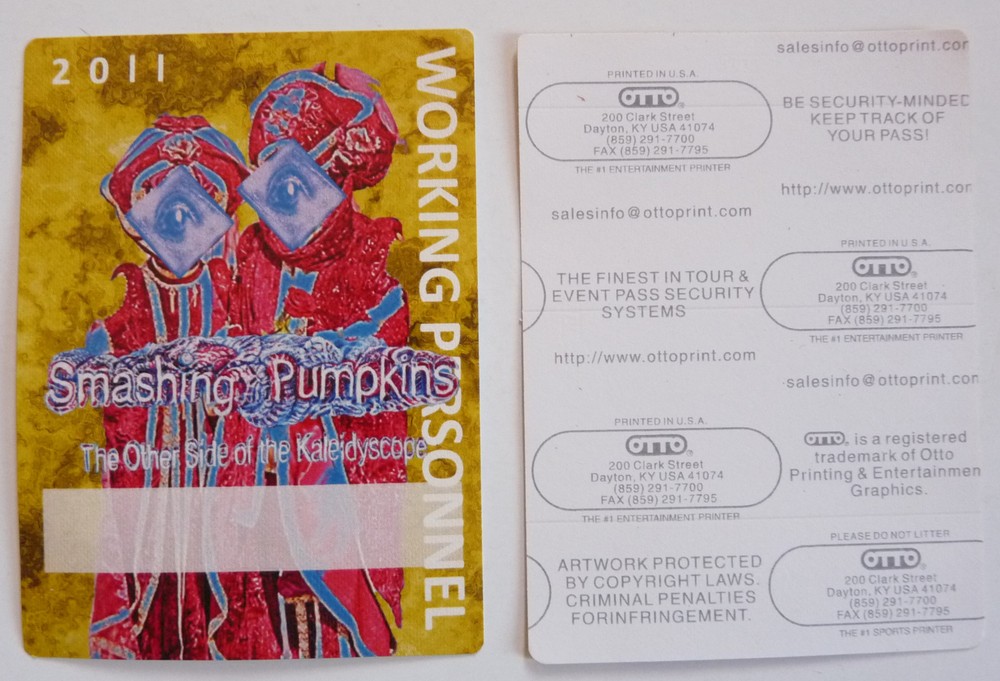 2011
WORKING PERSONNEL
Smashing Pumpkins
The Other Side of the Kaleidyscope
salesinfo@ottoprint.cor
PRINTED IN U.S.A.
OTTO®
200 Clark Street
Dayton, KY USA 41074
(859) 291-7700
FAX (859) 291-7795
THE #1 ENTERTAINMENT PRINTER
BE SECURITY-MINDED
KEEP TRACK OF
YOUR PASS!
http://www.ottoprint.cor
salesinfo@ottoprint.com
PRINTED IN U.S.A.
OTTO®
200 Clark Street
Dayton, KY USA 41074
(859) 291-7700
FAX (859) 291-7795
THE #1 ENTERTAINMENT PRINTER
THE FINEST IN TOUR &
EVENT PASS SECURITY
SYSTEMS
http://www.ottoprint.com
salesinfo@ottoprint.con
PRINTED IN U.S.A.
OTTO®
200 Clark Street
Dayton, KY USA 41074
(859) 291-7700
FAX (859) 291-7795
THE #1 ENTERTAINMENT PRINTER
OTTO® is a registered
trademark of Otto
Printing & Entertainmen
Graphics.
PLEASE DO NOT LITTER
OTTO®
200 Clark Street
Dayton, KY USA 41074
(859) 291-7700
FAX (859) 291-7795
THE #1 SPORTS PRINTER
ARTWORK PROTECTED
BY COPYRIGHT LAWS.
CRIMINAL PENALTIES
FORINFRINGEMENT.